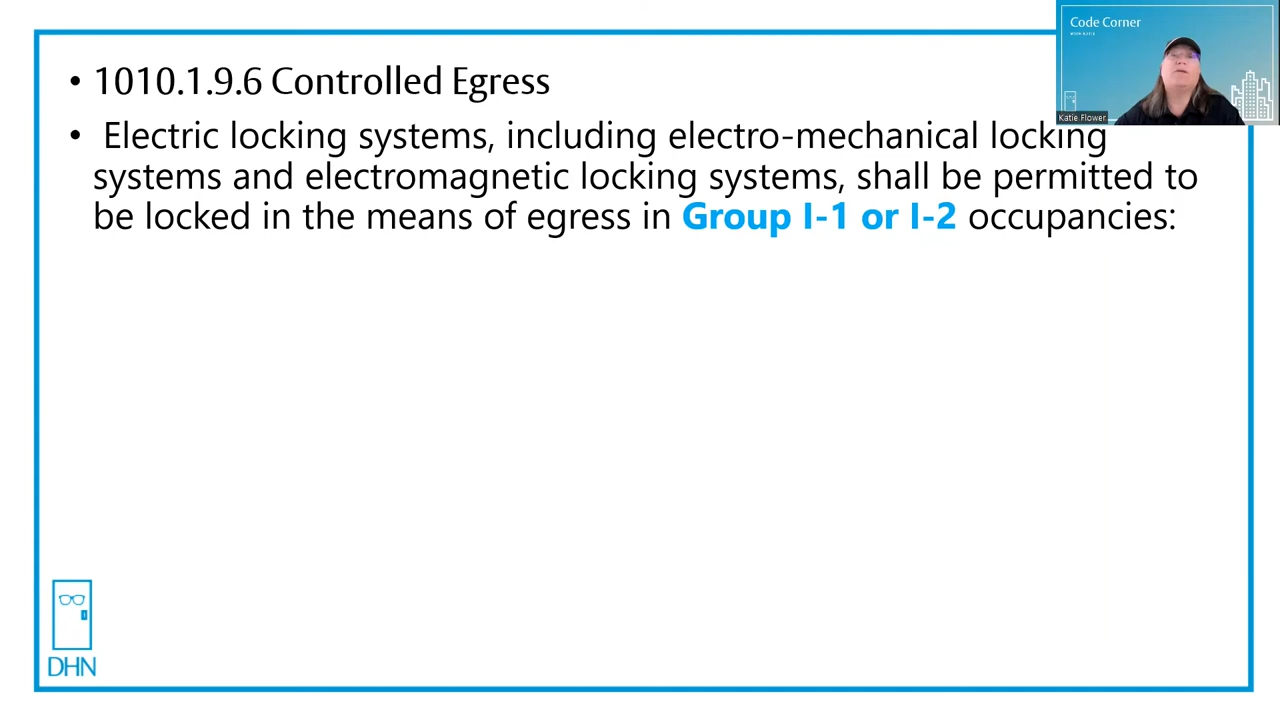 Code Corner
Katie Flower
• 1010.1.9.6 Controlled Egress
• Electric locking systems, including electro-mechanical locking
systems and electromagnetic locking systems, shall be permitted to
be locked in the means of egress in Group I-1 or I-2 occupancies:
DHN